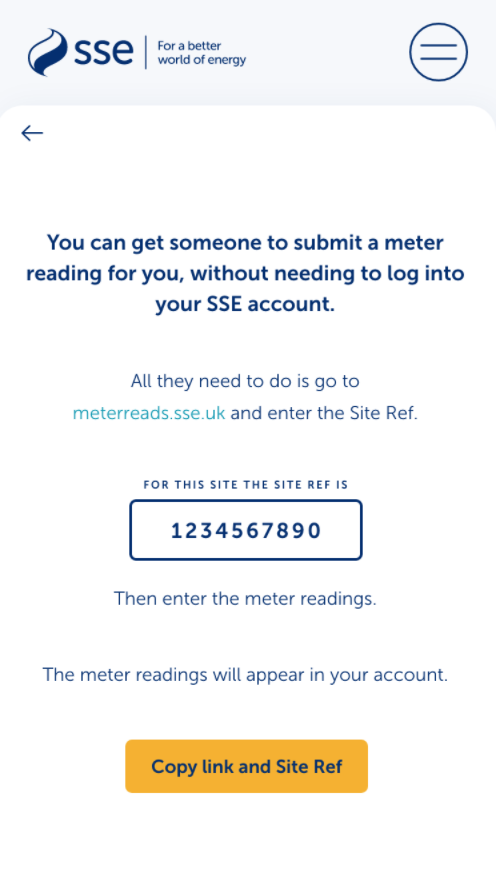 sse
For a better
world of energy
You can get someone to submit a meter
reading for you, without needing to log into
your SSE account.
All they need to do is go to
meterreads.sse.uk and enter the Site Ref.
FOR THIS SITE THE SITE REF IS
1234567890
Then enter the meter readings.
The meter readings will appear in your account.
Copy link and Site Ref